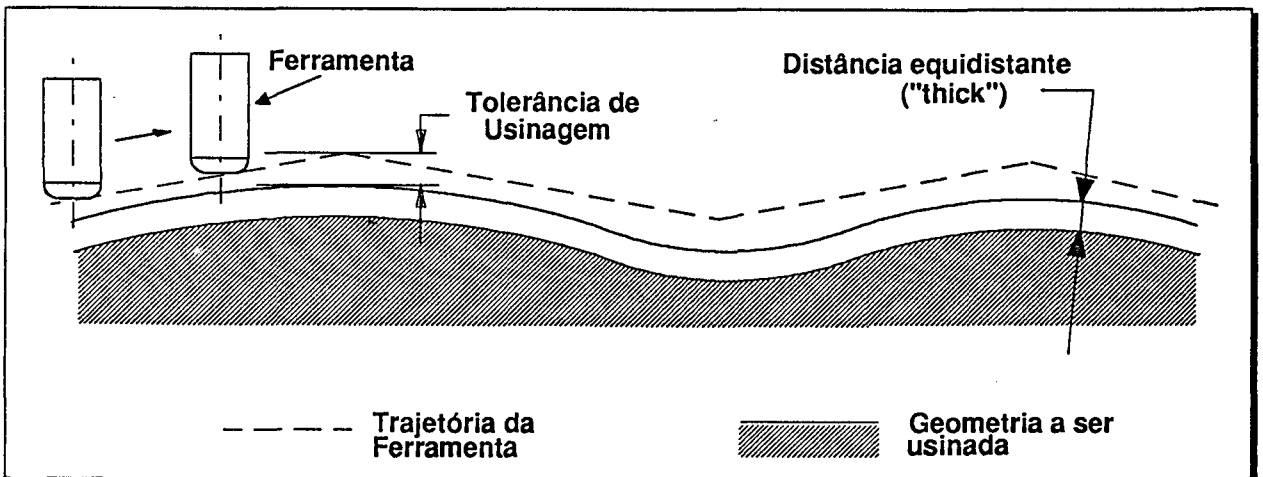 Ferramenta
Tolerância de
Usinagem
Distância equidistante
("thick")
Trajetória da
Ferramenta
Geometria a ser
usinada